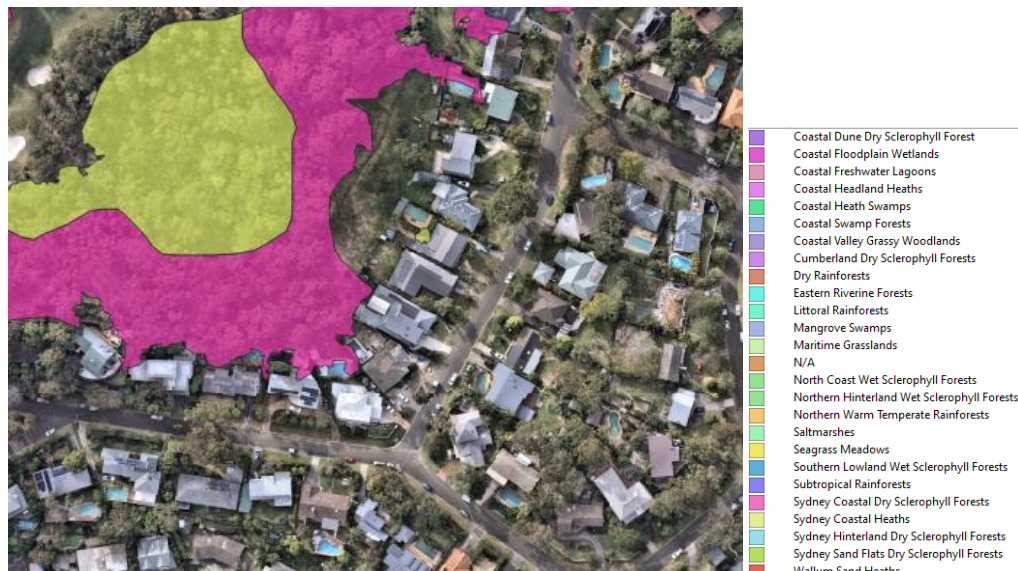 Coastal Dune Dry Sclerophyll Forest
Coastal Floodplain Wetlands
Coastal Freshwater Lagoons
Coastal Headland Heaths
Coastal Heath Swamps
Coastal Swamp Forests
Coastal Valley Grassy Woodlands
Cumberland Dry Sclerophyll Forests
Dry Rainforests
Eastern Riverine Forests
Littoral Rainforests
Mangrove Swamps
Maritime Grasslands
N/A
North Coast Wet Sclerophyll Forests
Northern Hinterland Wet Sclerophyll Forests
Northern Warm Temperate Rainforests
Saltmarshes
Seagrass Meadows
Southern Lowland Wet Sclerophyll Forests
Subtropical Rainforests
Sydney Coastal Dry Sclerophyll Forests
Sydney Coastal Heaths
Sydney Hinterland Dry Sclerophyll Forests
Sydney Sand Flats Dry Sclerophyll Forests
Wallum Sand Heaths